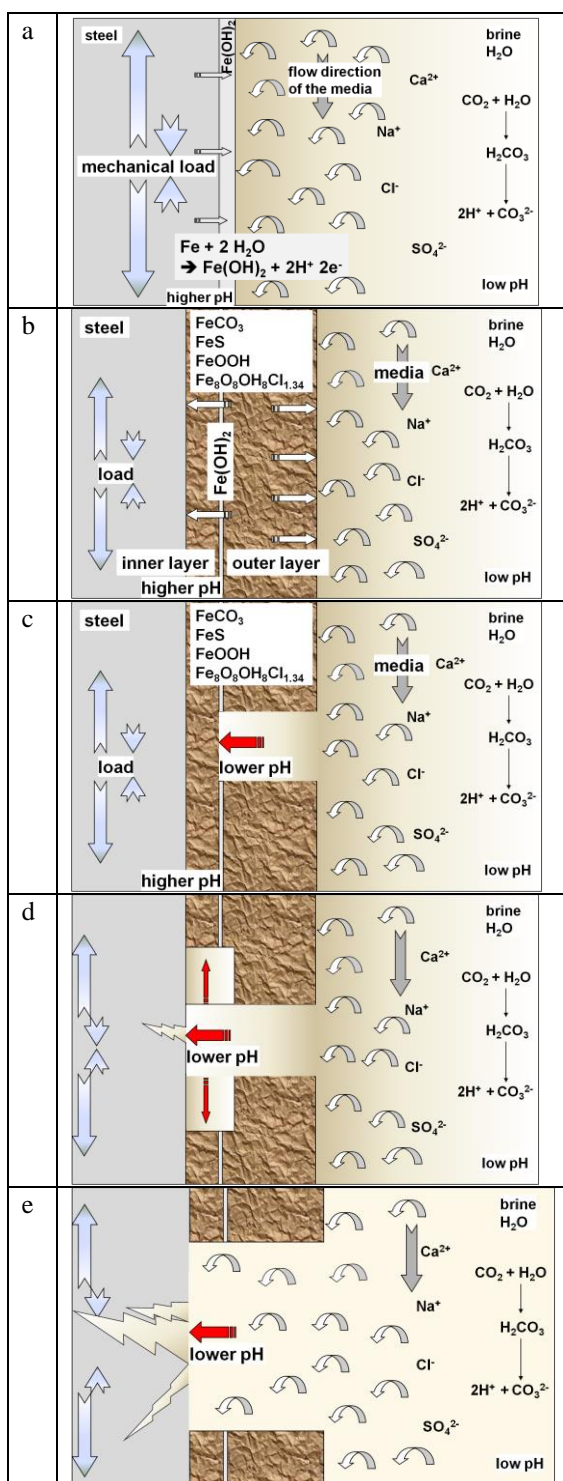 a
steel
Fe(OH)₂
brine
H₂O
flow direction
of the media
Ca²⁺
CO₂ + H₂O
Na⁺
mechanical load
H₂CO₃
Cl⁻
2H⁺ + CO₃²⁻
Fe + 2 H₂O
➔ Fe(OH)₂ + 2H⁺ 2e⁻
SO₄²⁻
higher pH
low pH
b
steel
FeCO₃
FeS
FeOOH
Fe₈O₈OH₈Cl₁.₃₄
brine
H₂O
media
Ca²⁺
CO₂ + H₂O
Na⁺
Fe(OH)₂
load
H₂CO₃
Cl⁻
2H⁺ + CO₃²⁻
SO₄²⁻
inner layer
outer layer
higher pH
low pH
c
steel
FeCO₃
FeS
FeOOH
Fe₈O₈OH₈Cl₁.₃₄
brine
H₂O
media
Ca²⁺
CO₂ + H₂O
Na⁺
lower pH
load
H₂CO₃
Cl⁻
2H⁺ + CO₃²⁻
SO₄²⁻
higher pH
low pH
d
brine
H₂O
Ca²⁺
CO₂ + H₂O
Na⁺
H₂CO₃
lower pH
Cl⁻
2H⁺ + CO₃²⁻
SO₄²⁻
low pH
e
brine
H₂O
Ca²⁺
CO₂ + H₂O
Na⁺
H₂CO₃
lower pH
Cl⁻
2H⁺ + CO₃²⁻
SO₄²⁻
low pH